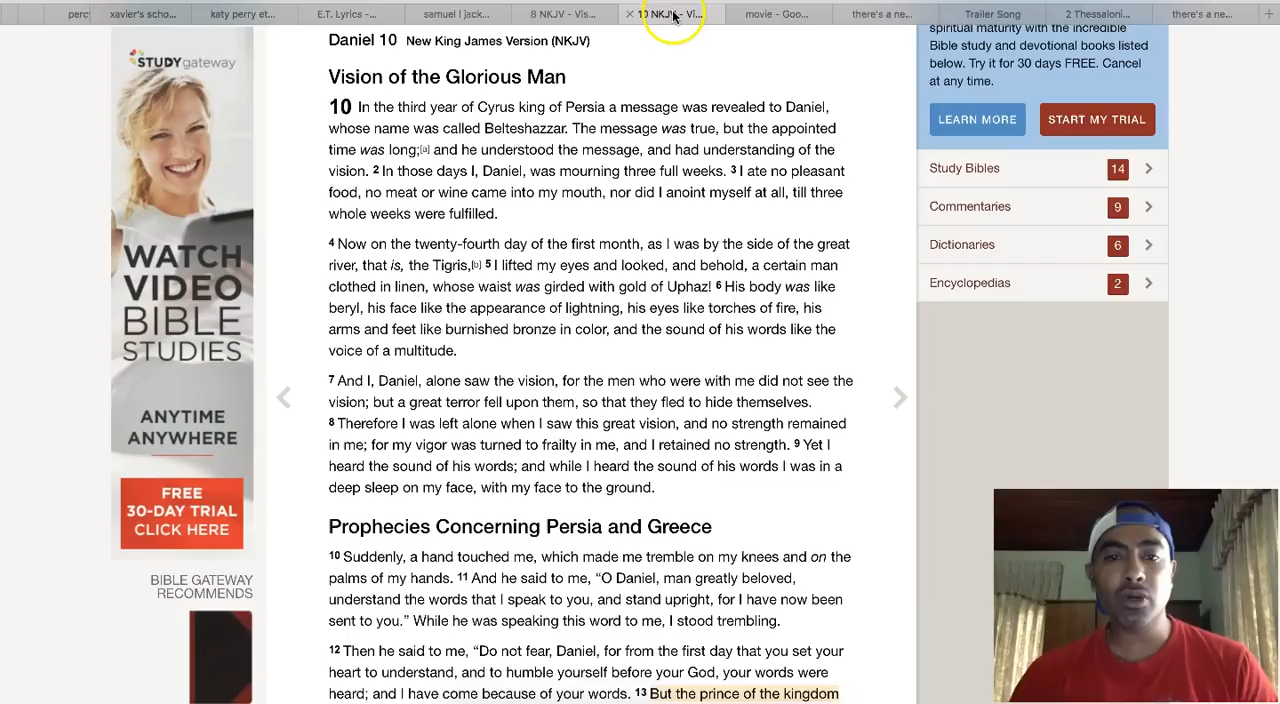 percy
xavier's scho...
katy perry et...
E.T. Lyrics -...
samuel l jack...
8 NKJV - Vis...
10 NKJV - Vi...
movie - Goo...
there's a ne...
Trailer Song
2 Thessaloni...
there's a ne...
STUDYgateway
WATCH
VIDEO
BIBLE
STUDIES
ANYTIME
ANYWHERE
FREE
30-DAY TRIAL
CLICK HERE
BIBLE GATEWAY
RECOMMENDS
Daniel 10 New King James Version (NKJV)
Vision of the Glorious Man
10 In the third year of Cyrus king of Persia a message was revealed to Daniel,
whose name was called Belteshazzar. The message was true, but the appointed
time was long;[a] and he understood the message, and had understanding of the
vision. 2 In those days I, Daniel, was mourning three full weeks. 3 I ate no pleasant
food, no meat or wine came into my mouth, nor did I anoint myself at all, till three
whole weeks were fulfilled.
4 Now on the twenty-fourth day of the first month, as I was by the side of the great
river, that is, the Tigris,[b] 5 I lifted my eyes and looked, and behold, a certain man
clothed in linen, whose waist was girded with gold of Uphaz! 6 His body was like
beryl, his face like the appearance of lightning, his eyes like torches of fire, his
arms and feet like burnished bronze in color, and the sound of his words like the
voice of a multitude.
7 And I, Daniel, alone saw the vision, for the men who were with me did not see the
vision; but a great terror fell upon them, so that they fled to hide themselves.
8 Therefore I was left alone when I saw this great vision, and no strength remained
in me; for my vigor was turned to frailty in me, and I retained no strength. 9 Yet I
heard the sound of his words; and while I heard the sound of his words I was in a
deep sleep on my face, with my face to the ground.
Prophecies Concerning Persia and Greece
10 Suddenly, a hand touched me, which made me tremble on my knees and on the
palms of my hands. 11 And he said to me, “O Daniel, man greatly beloved,
understand the words that I speak to you, and stand upright, for I have now been
sent to you.” While he was speaking this word to me, I stood trembling.
12 Then he said to me, “Do not fear, Daniel, for from the first day that you set your
heart to understand, and to humble yourself before your God, your words were
heard; and I have come because of your words. 13 But the prince of the kingdom
spiritual maturity with the incredible
Bible study and devotional books listed
below. Try it for 30 days FREE. Cancel
at any time.
LEARN MORE
START MY TRIAL
Study Bibles 14
Commentaries 9
Dictionaries 6
Encyclopedias 2